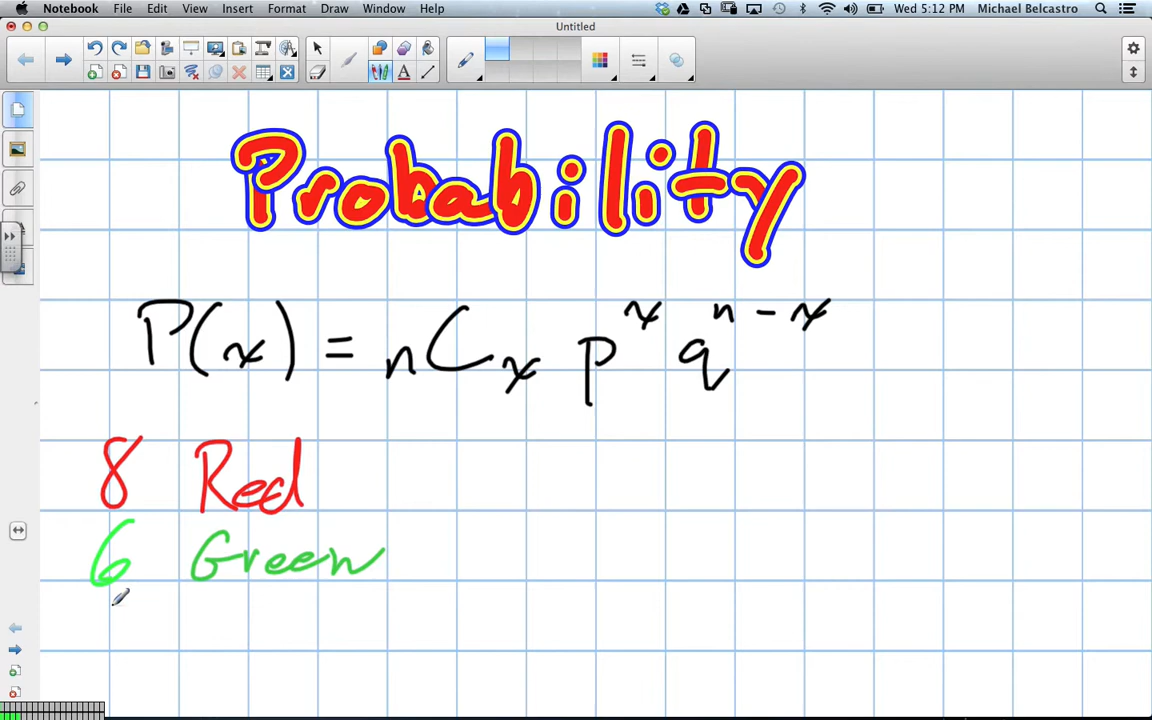 Notebook File Edit View Insert Format Draw Window Help Wed 5:12 PM Michael Belcastro
Untitled
Probability
P(x) = nCx p^x q^n-x
8 Red
6 Green